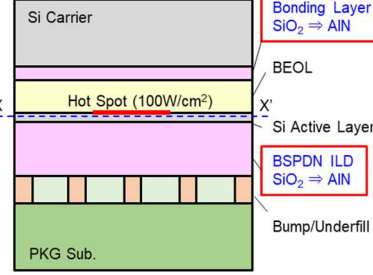 Si Carrier
Bonding Layer
SiO₂ ⇒ AlN
BEOL
Hot Spot (100W/cm²)
X X'
Si Active Layer
BSPDN ILD
SiO₂ ⇒ AlN
Bump/Underfill
PKG Sub.